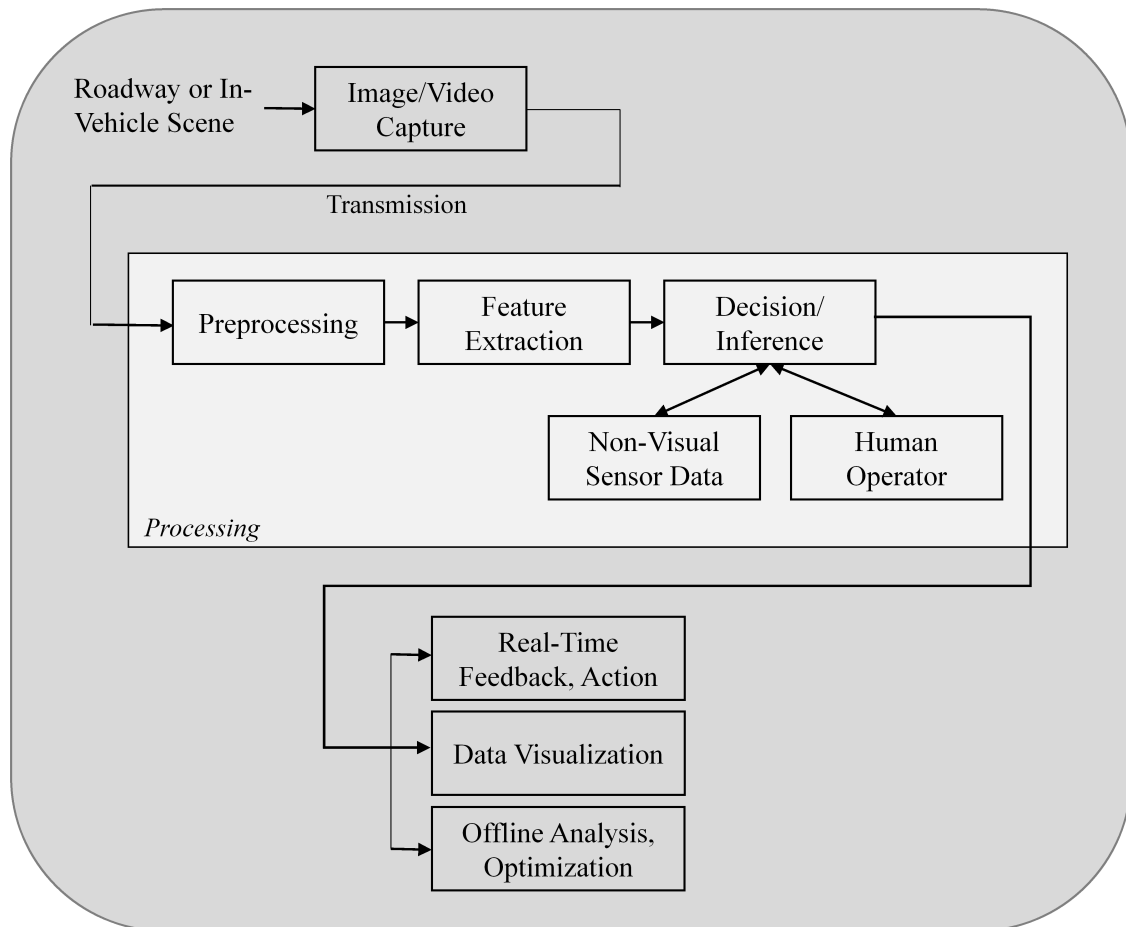 Roadway or In-
Vehicle Scene
Image/Video
Capture
Transmission
Preprocessing
Feature
Extraction
Decision/
Inference
Non-Visual
Sensor Data
Human
Operator
Processing
Real-Time
Feedback, Action
Data Visualization
Offline Analysis,
Optimization